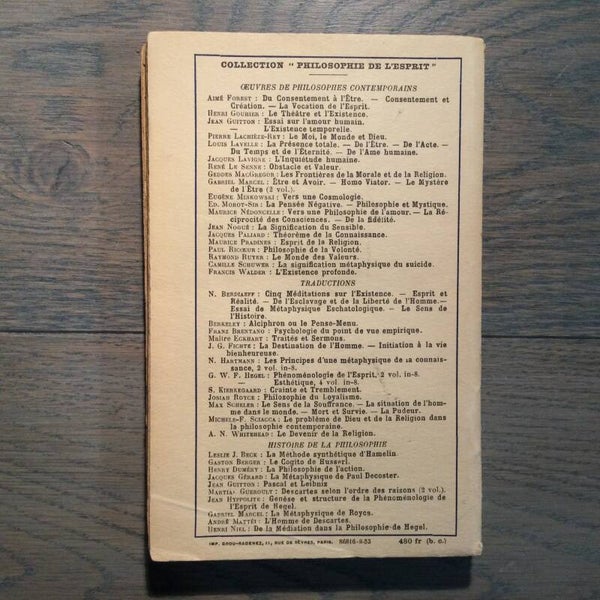 COLLECTION " PHILOSOPHIE DE L'ESPRIT "
ŒUVRES DE PHILOSOPHES CONTEMPORAINS
AIMÉ FOREST : Du Consentement à l'Être. — Consentement et
Création. — La Vocation de l'Esprit.
HENRI GOUHIER : Le Théâtre et l'Existence.
JEAN GUITTON : Essai sur l'amour humain.
— L'Existence temporelle.
PIERRE LACHIÈZE-REY : Le Moi, le Monde et Dieu.
LOUIS LAVELLE : La Présence totale. — De l'Être. — De l'Acte. —
Du Temps et de l'Éternité. — De l'Ame humaine.
JACQUES LAVIGNE : L'Inquiétude humaine.
RENÉ LE SENNE : Obstacle et Valeur.
GEDDES MACGREGOR : Les Frontières de la Morale et de la Religion.
GABRIEL MARCEL : Être et Avoir. — Homo Viator. — Le Mystère
de l'Être (2 vol.).
EUGÈNE MINKOWSKI : Vers une Cosmologie.
ED. MOROT-SIR : La Pensée Négative. — Philosophie et Mystique.
MAURICE NÉDONCELLE : Vers une Philosophie de l'amour. — La Ré-
ciprocité des Consciences. — De la fidélité.
JEAN NOGUÉ : La Signification du Sensible.
JACQUES PALIARD : Théorème de la Connaissance.
MAURICE PRADINES : Esprit de la Religion.
PAUL RICŒUR : Philosophie de la Volonté.
RAYMOND RUYER : Le Monde des Valeurs.
CAMILLE SCHUWER : La signification métaphysique du suicide.
FRANCIS WALDER : L'Existence profonde.
TRADUCTIONS
N. BERDIAEFF : Cinq Méditations sur l'Existence. — Esprit et
Réalité. — De l'Esclavage et de la Liberté de l'Homme. —
Essai de Métaphysique Eschatologique. — Le Sens de
l'Histoire.
BERKELEY : Alciphron ou le Pense-Menu.
FRANZ BRENTANO : Psychologie du point de vue empirique.
MAÎTRE ECKHART : Traités et Sermons.
J. G. FICHTE : La Destination de l'Homme. — Initiation à la vie
bienheureuse.
N. HARTMANN : Les Principes d'une métaphysique de la connais-
sance, 2 vol. in-8.
G. W. F. HEGEL : Phénoménologie de l'Esprit, 2 vol. in-8.
— Esthétique, 4 vol. in-8.
S. KIERKEGAARD : Crainte et Tremblement.
JOSIAH ROYCE : Philosophie du Loyalisme.
MAX SCHELER : Le Sens de la Souffrance. — La situation de l'hom-
me dans le monde. — Mort et Survie. — La Pudeur.
MICHELE-F. SCIACCA : Le problème de Dieu et de la Religion dans
la philosophie contemporaine.
A. N. WHITEHEAD : Le Devenir de la Religion.
HISTOIRE DE LA PHILOSOPHIE
LESLIE J. BECK : La Méthode synthétique d'Hamelin
GASTON BERGER : Le Cogito de Husserl.
HENRY DUMÉRY : La Philosophie de l'action.
JACQUES GÉRARD : La Métaphysique de Paul Decoster.
JEAN GUITTON : Pascal et Leibniz
MARTIAL GUEROULT : Descartes selon l'ordre des raisons (2 vol.).
JEAN HYPPOLITE : Genèse et structure de la Phénoménologie de
l'Esprit de Hegel.
GABRIEL MARCEL : La Métaphysique de Royce.
ANDRÉ MATTÉI : L'Homme de Descartes.
HENRI NIEL : De la Médiation dans la Philosophie de Hegel.
IMP. GROU-RADENEZ, 11, RUE DE SÈVRES, PARIS. 86816-9-53 480 fr (b. c.)